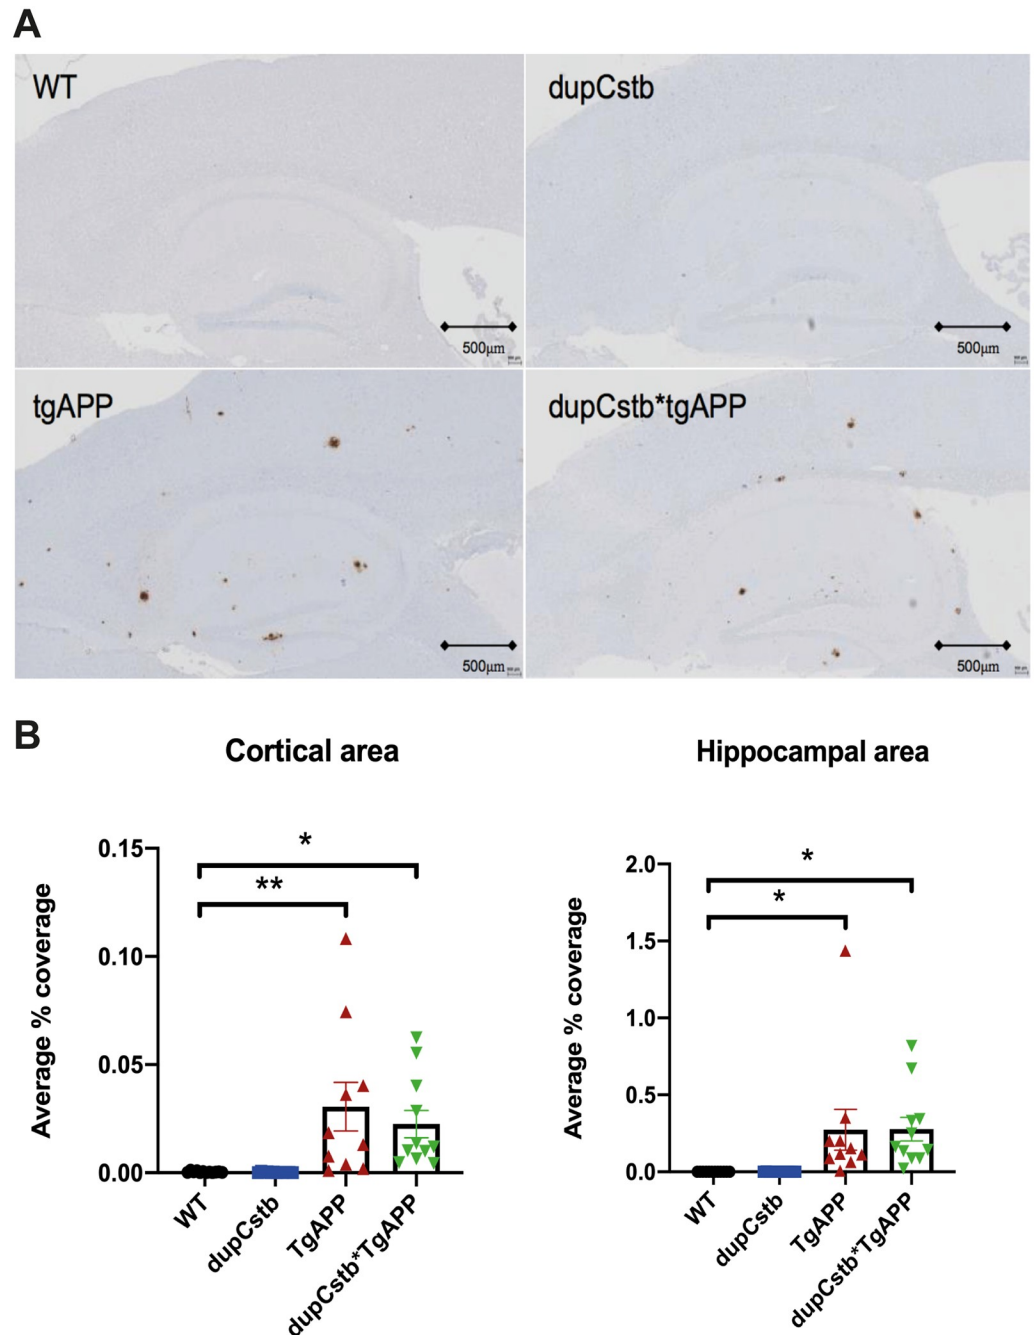 A
WT
dupCstb
500μm
500μm
tgAPP
dupCstb*tgAPP
500μm
500μm
B
Cortical area
Hippocampal area
Average % coverage
0.15
0.10
0.05
0.00
*
**
WT
dupCstb
TgAPP
dupCstb*TgAPP
Average % coverage
2.0
1.5
1.0
0.5
0.0
*
*
WT
dupCstb
TgAPP
dupCstb*TgAPP